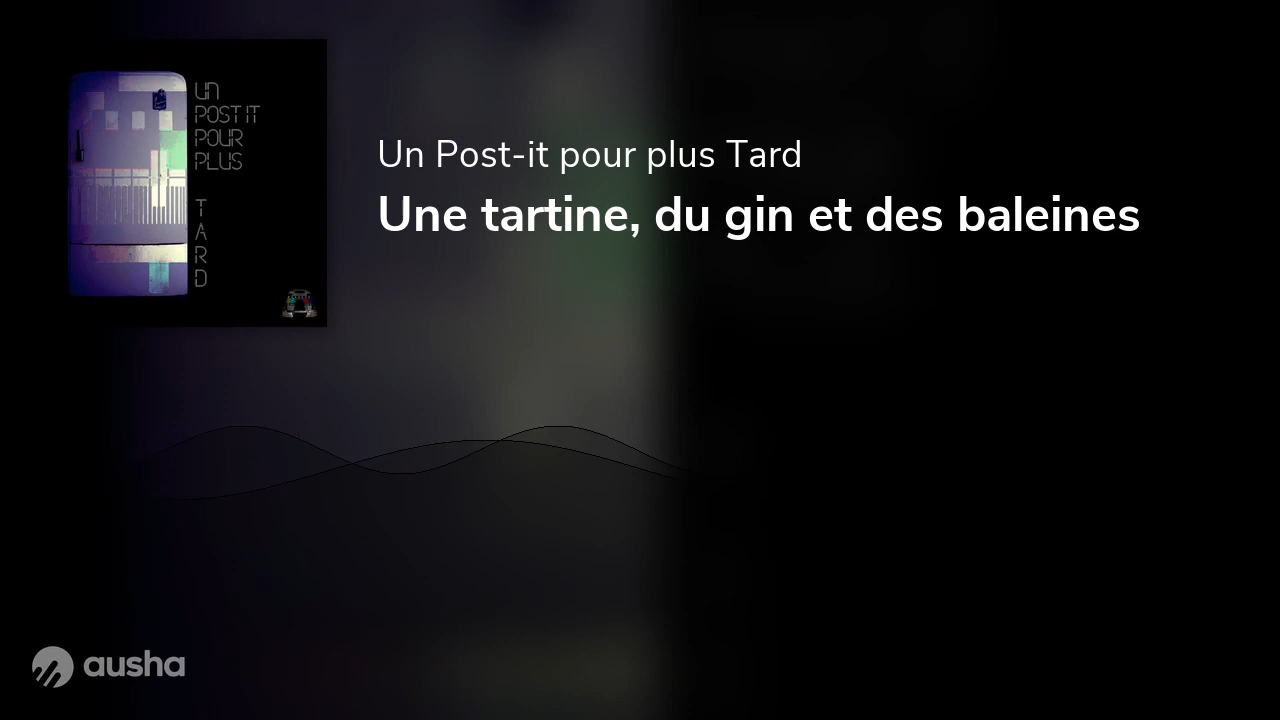 UN
POST IT
POUR
PLUS
TARD
Un Post-it pour plus Tard
Une tartine, du gin et des baleines
ausha